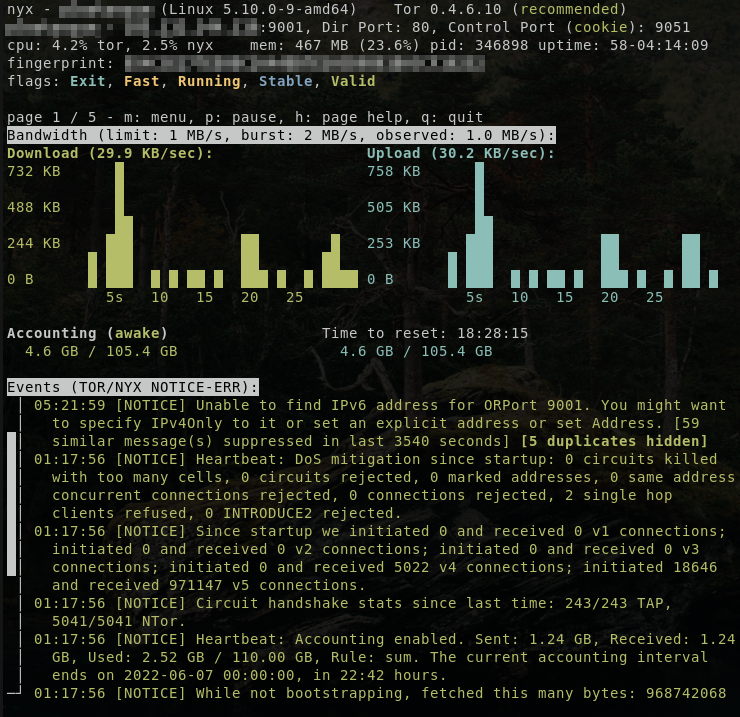 nyx - (Linux 5.10.0-9-amd64) Tor 0.4.6.10 (recommended)
:9001, Dir Port: 80, Control Port (cookie): 9051
cpu: 4.2% tor, 2.5% nyx mem: 467 MB (23.6%) pid: 346898 uptime: 58-04:14:09
fingerprint:
flags: Exit, Fast, Running, Stable, Valid
page 1 / 5 - m: menu, p: pause, h: page help, q: quit
Bandwidth (limit: 1 MB/s, burst: 2 MB/s, observed: 1.0 MB/s):
Download (29.9 KB/sec): Upload (30.2 KB/sec):
732 KB 758 KB
488 KB 505 KB
244 KB 253 KB
0 B 0 B
5s 10 15 20 25 5s 10 15 20 25
Accounting (awake) Time to reset: 18:28:15
4.6 GB / 105.4 GB 4.6 GB / 105.4 GB
Events (TOR/NYX NOTICE-ERR):
05:21:59 [NOTICE] Unable to find IPv6 address for ORPort 9001. You might want
to specify IPv4Only to it or set an explicit address or set Address. [59
similar message(s) suppressed in last 3540 seconds] [5 duplicates hidden]
01:17:56 [NOTICE] Heartbeat: DoS mitigation since startup: 0 circuits killed
with too many cells, 0 circuits rejected, 0 marked addresses, 0 same address
concurrent connections rejected, 0 connections rejected, 2 single hop
clients refused, 0 INTRODUCE2 rejected.
01:17:56 [NOTICE] Since startup we initiated 0 and received 0 v1 connections;
initiated 0 and received 0 v2 connections; initiated 0 and received 0 v3
connections; initiated 0 and received 5022 v4 connections; initiated 18646
and received 971147 v5 connections.
01:17:56 [NOTICE] Circuit handshake stats since last time: 243/243 TAP,
5041/5041 NTor.
01:17:56 [NOTICE] Heartbeat: Accounting enabled. Sent: 1.24 GB, Received: 1.24
GB, Used: 2.52 GB / 110.00 GB, Rule: sum. The current accounting interval
ends on 2022-06-07 00:00:00, in 22:42 hours.
01:17:56 [NOTICE] While not bootstrapping, fetched this many bytes: 968742068